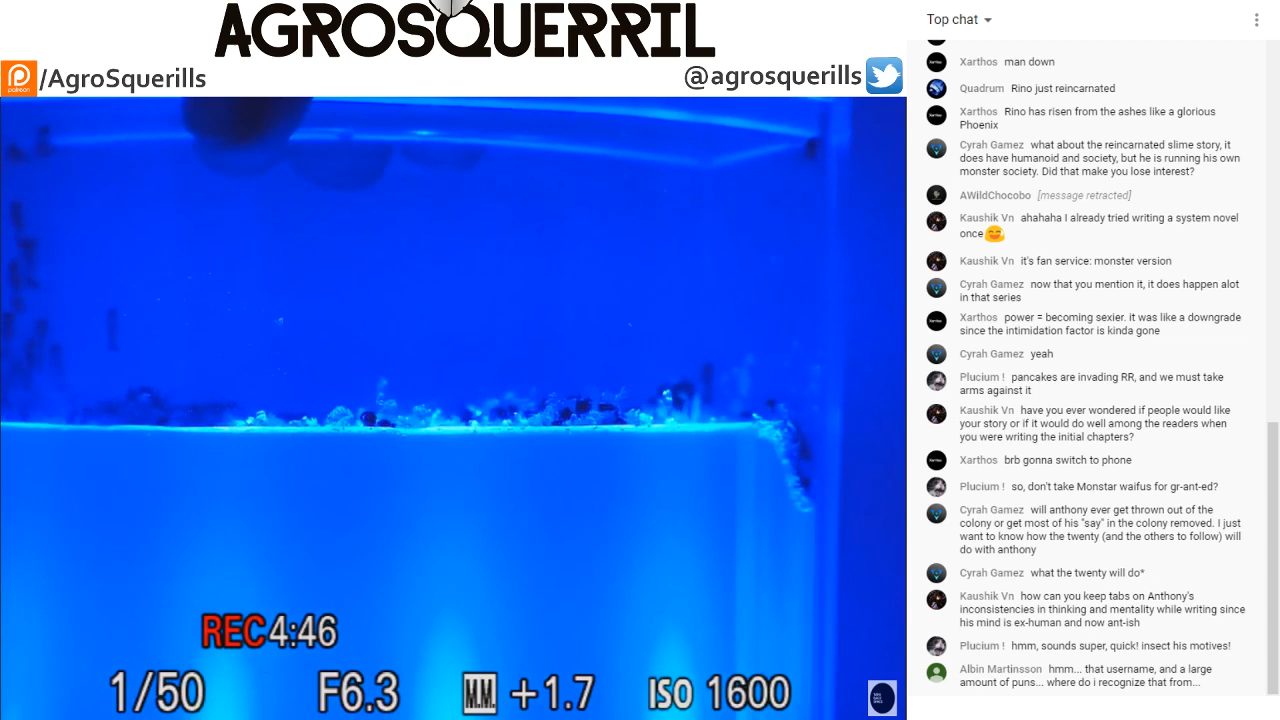 AGROSQUERRIL
/AgroSquerills
@agrosquerills
REC 4:46
1/50 F6.3 M.M. +1.7 ISO 1600
Top chat
Xarthos man down
Quadrum Rino just reincarnated
Xarthos Rino has risen from the ashes like a glorious
Phoenix
Cyrah Gamez what about the reincarnated slime story, it
does have humanoid and society, but he is running his own
monster society. Did that make you lose interest?
AWildChocobo [message retracted]
Kaushik Vn ahahaha I already tried writing a system novel
once
Kaushik Vn it's fan service: monster version
Cyrah Gamez now that you mention it, it does happen alot
in that series
Xarthos power = becoming sexier. it was like a downgrade
since the intimidation factor is kinda gone
Cyrah Gamez yeah
Plucium ! pancakes are invading RR, and we must take
arms against it
Kaushik Vn have you ever wondered if people would like
your story or if it would do well among the readers when
you were writing the initial chapters?
Xarthos brb gonna switch to phone
Plucium ! so, don't take Monstar waifus for gr-ant-ed?
Cyrah Gamez will anthony ever get thrown out of the
colony or get most of his "say" in the colony removed. I just
want to know how the twenty (and the others to follow) will
do with anthony
Cyrah Gamez what the twenty will do*
Kaushik Vn how can you keep tabs on Anthony's
inconsistencies in thinking and mentality while writing since
his mind is ex-human and now ant-ish
Plucium ! hmm, sounds super, quick! insect his motives!
Albin Martinsson hmm... that username, and a large
amount of puns... where do i recognize that from...